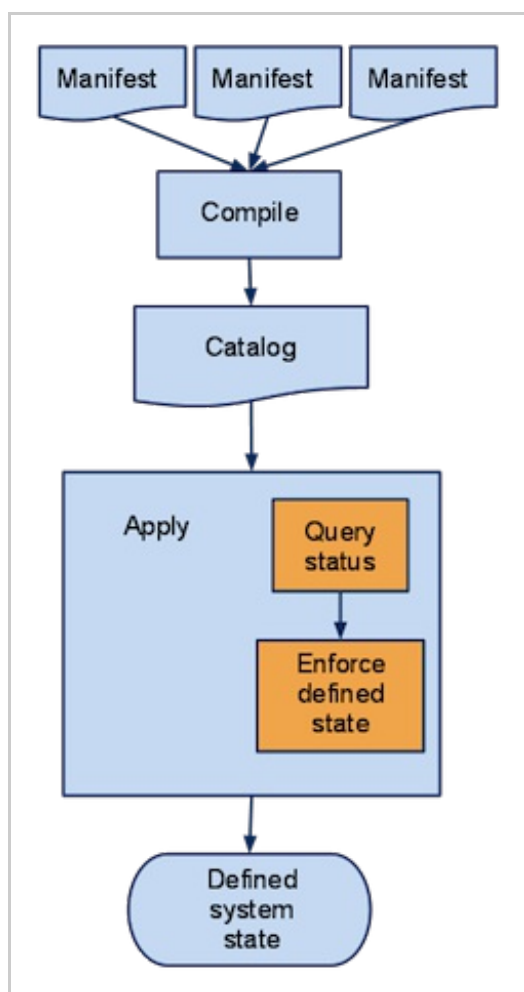 Manifest Manifest Manifest
Compile
Catalog
Apply
Query
status
Enforce
defined
state
Defined
system
state